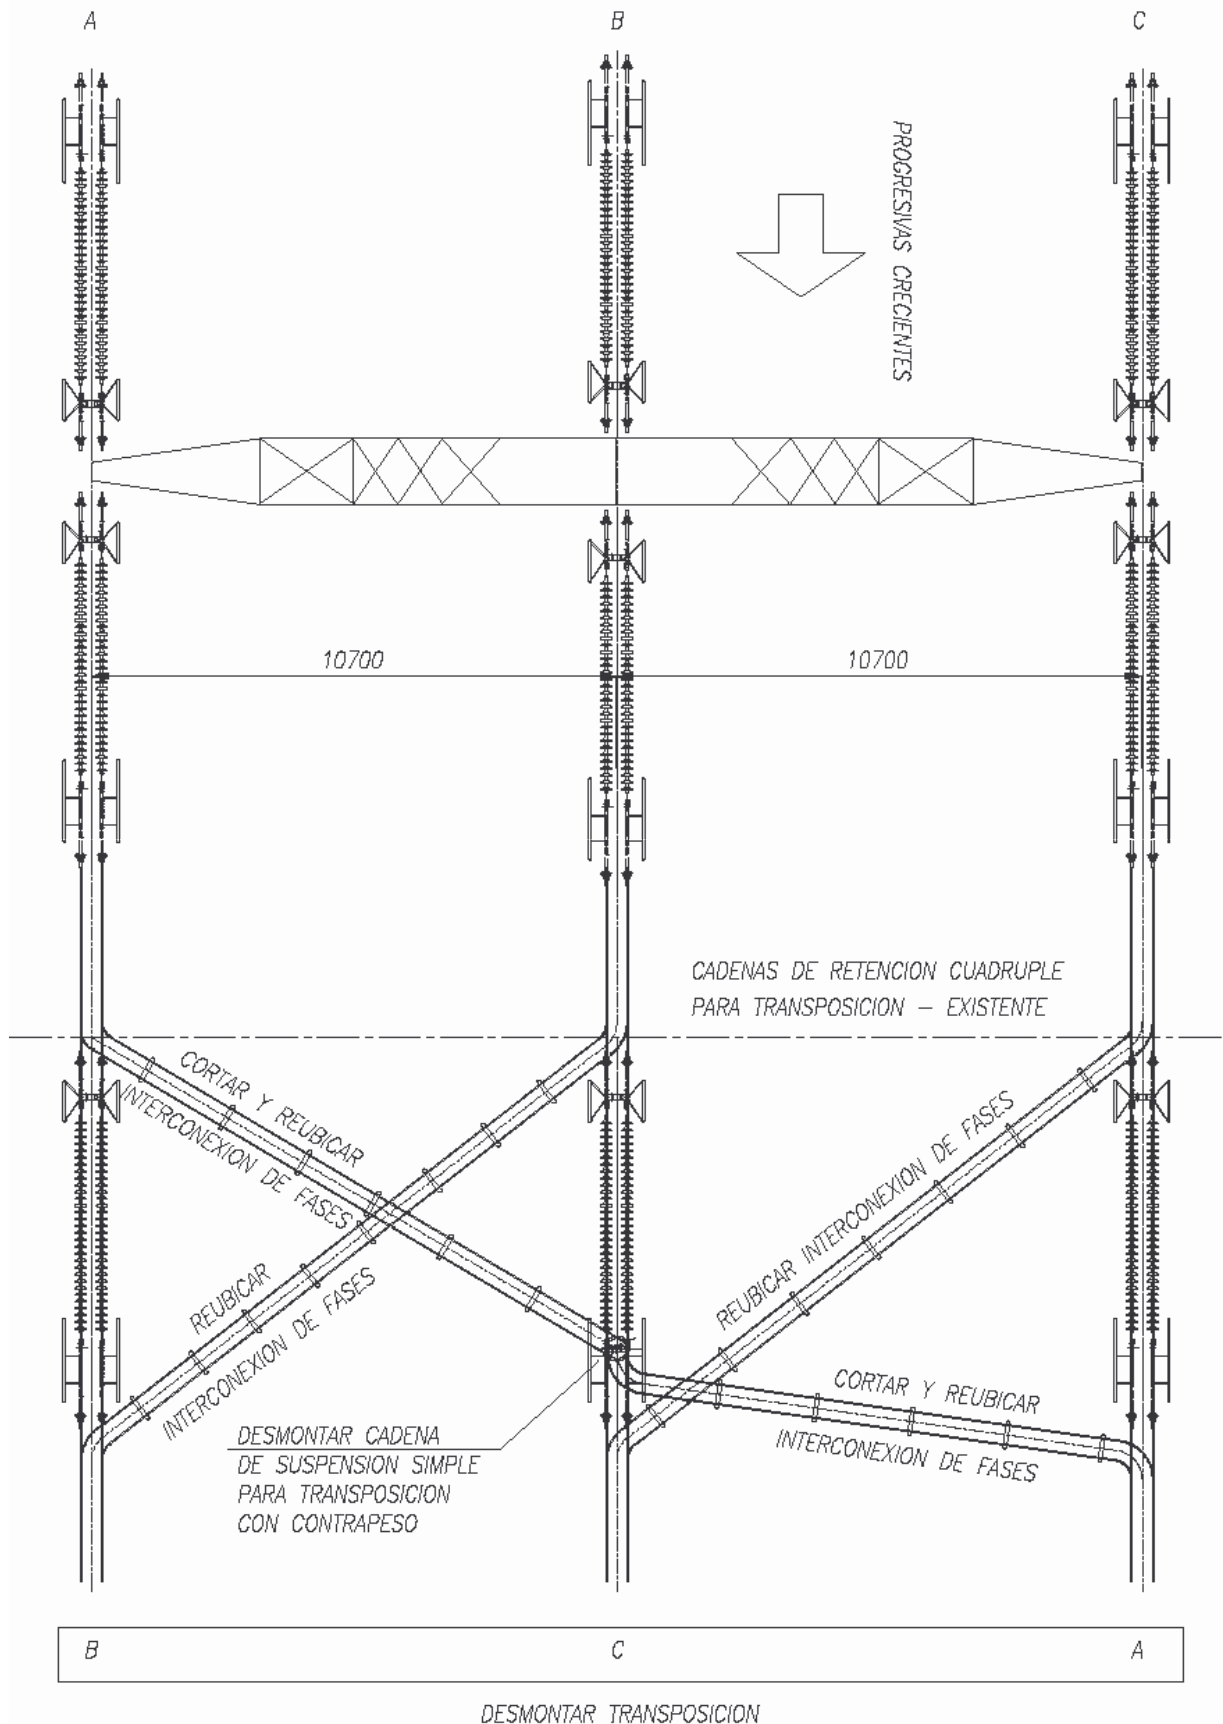 A B C
PROGRESIVAS CRECIENTES
10700 10700
CADENAS DE RETENCION CUADRUPLE
PARA TRANSPOSICION – EXISTENTE
CORTAR Y REUBICAR
INTERCONEXION DE FASES
REUBICAR
INTERCONEXION DE FASES
REUBICAR INTERCONEXION DE FASES
CORTAR Y REUBICAR
INTERCONEXION DE FASES
DESMONTAR CADENA
DE SUSPENSION SIMPLE
PARA TRANSPOSICION
CON CONTRAPESO
B C A
DESMONTAR TRANSPOSICION